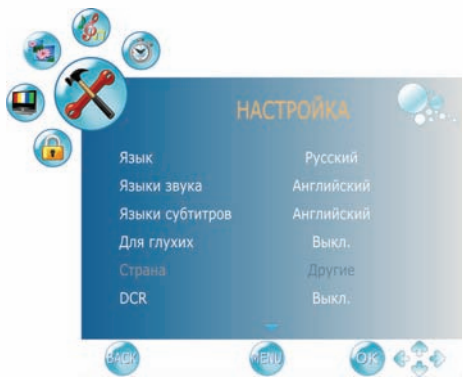 НАСТРОЙКА
Язык Русский
Языки звука Английский
Языки субтитров Английский
Для глухих Выкл.
Страна Другие
DCR Выкл.
BACK MENU OK